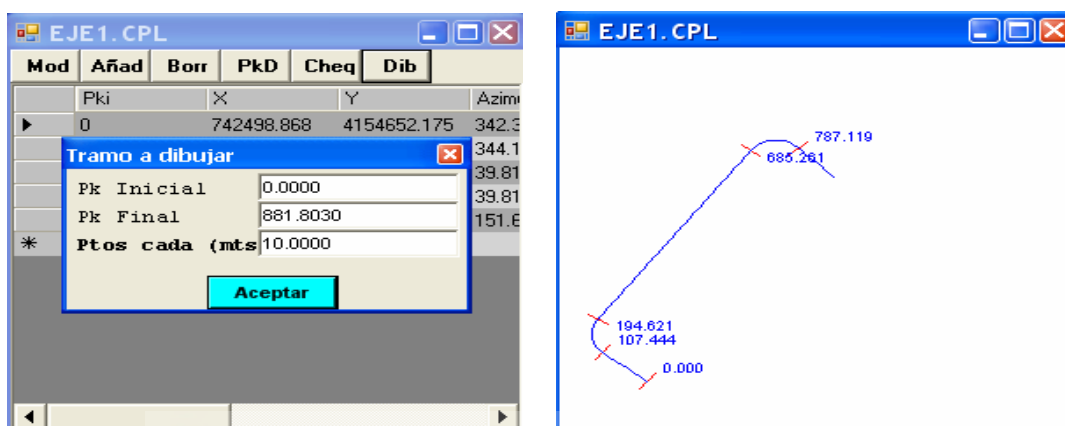 EJE1.CPL
Mod Añad Borr PkD Cheq Dib
Pki X Y
0 742498.868 4154652.175 342.3
Tramo a dibujar
344.1
Pk Inicial 0.0000
39.81
Pk Final 881.8030
39.81
Ptos cada (mts 10.0000
151.6
Aceptar
EJE1.CPL
787.119
685.261
194.621
107.444
0.000